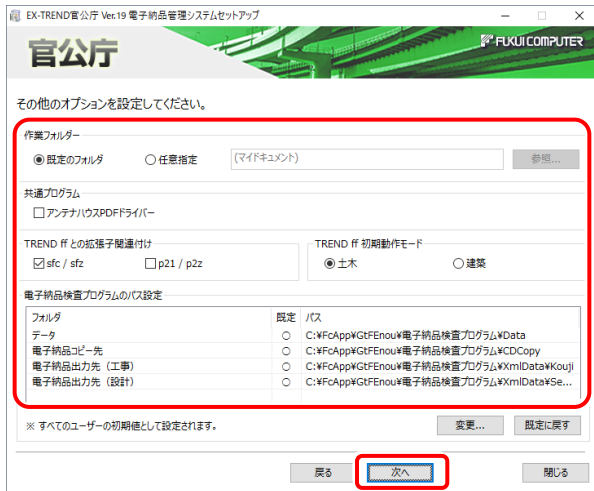 EX-TREND官公庁 Ver.19 電子納品管理システムセットアップ
官公庁
FUKUI COMPUTER
その他のオプションを設定してください。
作業フォルダー
既定のフォルダ 任意指定 (マイドキュメント) 参照...
共通プログラム
アンテナハウスPDFドライバー
TREND ff との拡張子関連付け TREND ff 初期動作モード
sfc / sfz p21 / p2z 土木 建築
電子納品検査プログラムのパス設定
フォルダ 既定 パス
データ ○ C:¥FcApp¥GtFEnou¥電子納品検査プログラム¥Data
電子納品コピー先 ○ C:¥FcApp¥GtFEnou¥電子納品検査プログラム¥CDCopy
電子納品出力先（工事） ○ C:¥FcApp¥GtFEnou¥電子納品検査プログラム¥XmlData¥Kouji
電子納品出力先（設計） ○ C:¥FcApp¥GtFEnou¥電子納品検査プログラム¥XmlData¥Se...
※ すべてのユーザーの初期値として設定されます。 変更... 既定に戻す
戻る 次へ 閉じる